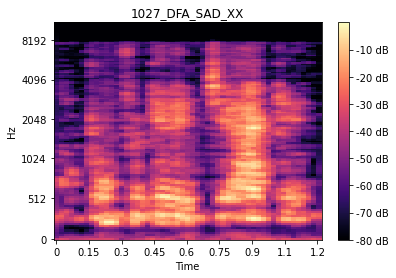 1027_DFA_SAD_XX
8192
4096
2048
1024
512
0
Hz
0 0.15 0.3 0.45 0.6 0.75 0.9 1.1 1.2
Time
-10 dB
-20 dB
-30 dB
-40 dB
-50 dB
-60 dB
-70 dB
-80 dB